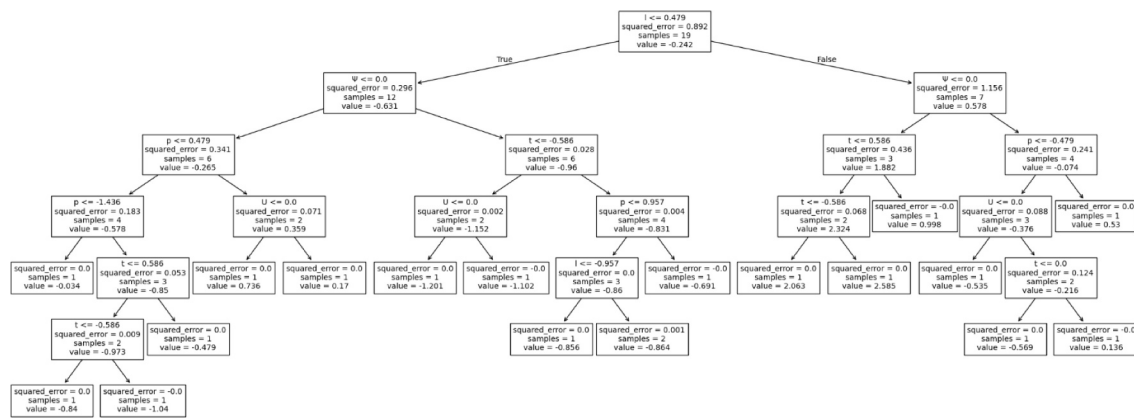 l <= 0.479
squared_error = 0.892
samples = 19
value = -0.242
True
False
Ψ <= 0.0
squared_error = 0.296
samples = 12
value = -0.631
Ψ <= 0.0
squared_error = 1.156
samples = 7
value = 0.578
p <= 0.479
squared_error = 0.341
samples = 6
value = -0.265
t <= -0.586
squared_error = 0.028
samples = 6
value = -0.96
t <= 0.586
squared_error = 0.436
samples = 3
value = 1.882
p <= -0.479
squared_error = 0.241
samples = 4
value = -0.074
p <= -1.436
squared_error = 0.183
samples = 4
value = -0.578
U <= 0.0
squared_error = 0.071
samples = 2
value = 0.359
U <= 0.0
squared_error = 0.002
samples = 2
value = -1.152
p <= 0.957
squared_error = 0.004
samples = 4
value = -0.831
t <= -0.586
squared_error = 0.068
samples = 2
value = 2.324
squared_error = -0.0
samples = 1
value = 0.998
U <= 0.0
squared_error = 0.088
samples = 3
value = -0.376
squared_error = 0.0
samples = 1
value = 0.53
squared_error = 0.0
samples = 1
value = -0.034
t <= 0.586
squared_error = 0.053
samples = 3
value = -0.85
squared_error = 0.0
samples = 1
value = 0.736
squared_error = 0.0
samples = 1
value = 0.17
squared_error = 0.0
samples = 1
value = -1.201
squared_error = -0.0
samples = 1
value = -1.102
l <= -0.957
squared_error = 0.0
samples = 3
value = -0.86
squared_error = -0.0
samples = 1
value = -0.691
squared_error = 0.0
samples = 1
value = 2.063
squared_error = 0.0
samples = 1
value = 2.585
squared_error = 0.0
samples = 1
value = -0.535
t <= 0.0
squared_error = 0.124
samples = 2
value = -0.216
t <= -0.586
squared_error = 0.009
samples = 2
value = -0.973
squared_error = 0.0
samples = 1
value = -0.479
squared_error = 0.0
samples = 1
value = -0.856
squared_error = 0.001
samples = 2
value = -0.864
squared_error = 0.0
samples = 1
value = -0.569
squared_error = -0.0
samples = 1
value = 0.136
squared_error = 0.0
samples = 1
value = -0.84
squared_error = -0.0
samples = 1
value = -1.04